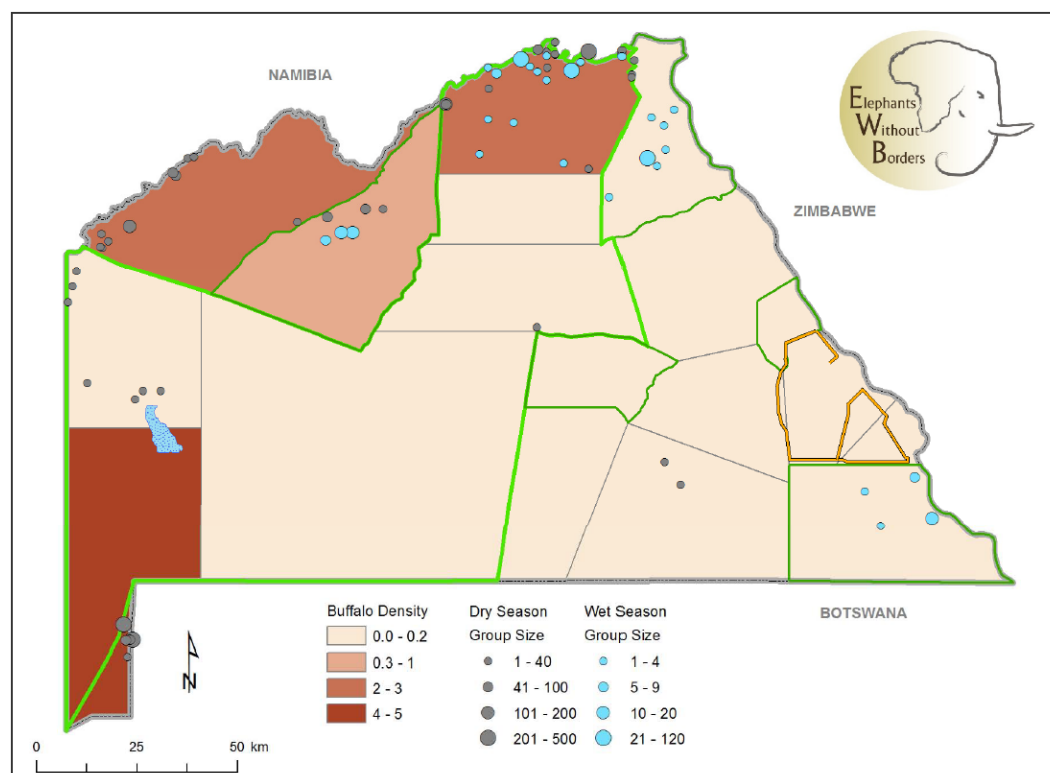 NAMIBIA
Elephants
Without
Borders
ZIMBABWE
BOTSWANA
Buffalo Density
0.0 - 0.2
0.3 - 1
2 - 3
4 - 5
Dry Season
Group Size
1 - 40
41 - 100
101 - 200
201 - 500
Wet Season
Group Size
1 - 4
5 - 9
10 - 20
21 - 120
N
0 25 50 km